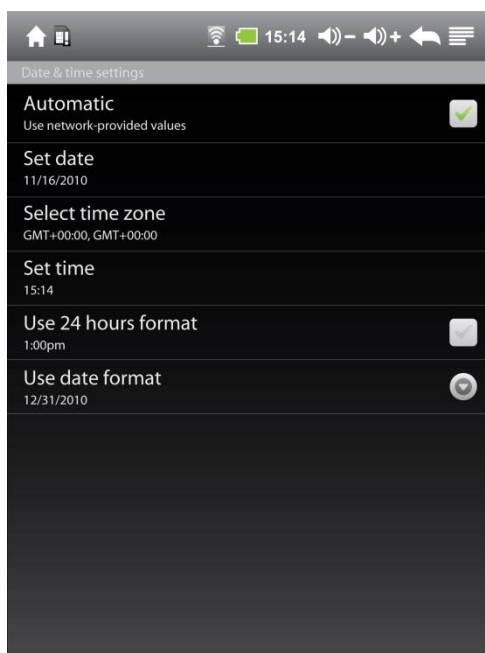 15:14
Date & time settings
Automatic
Use network-provided values
Set date
11/16/2010
Select time zone
GMT+00:00, GMT+00:00
Set time
15:14
Use 24 hours format
1:00pm
Use date format
12/31/2010